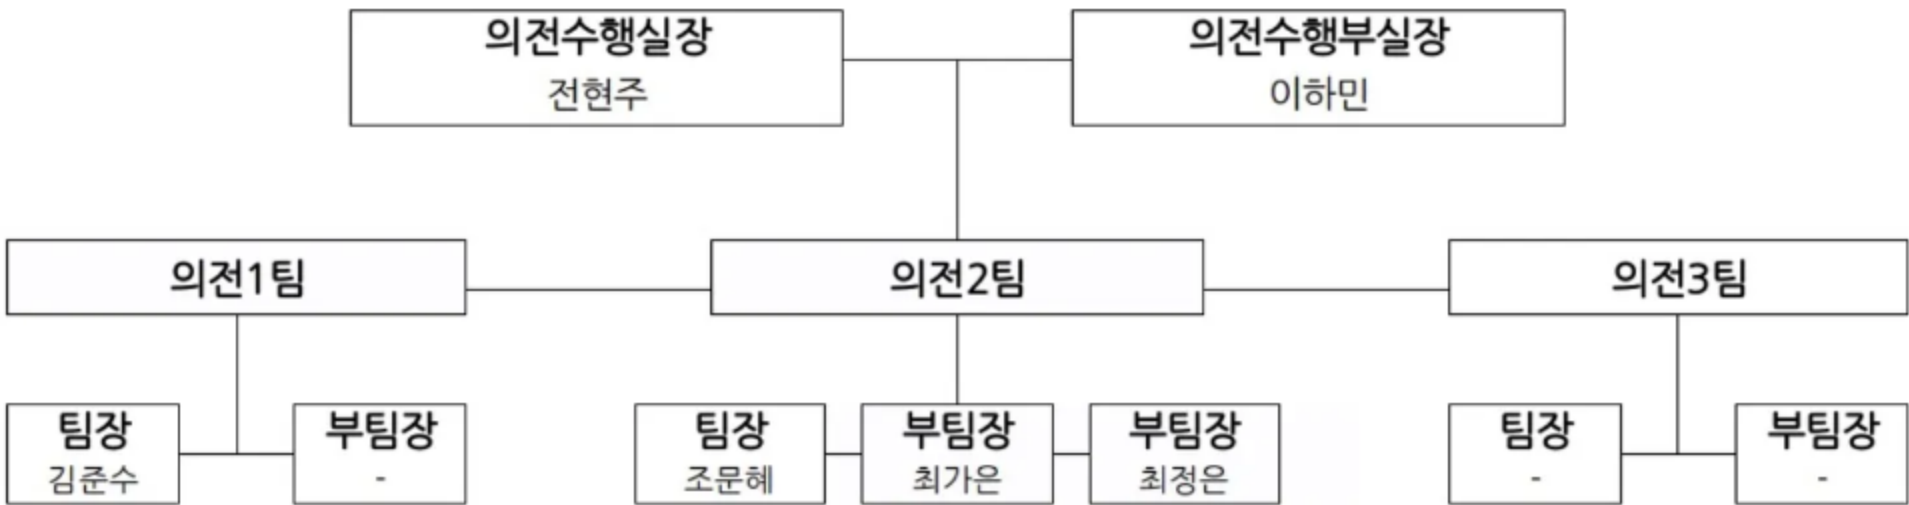 의전수행실장
전현주
의전수행부실장
이하민
의전1팀
의전2팀
의전3팀
팀장
김준수
부팀장
-
팀장
조문혜
부팀장
최가은
부팀장
최정은
팀장
-
부팀장
-